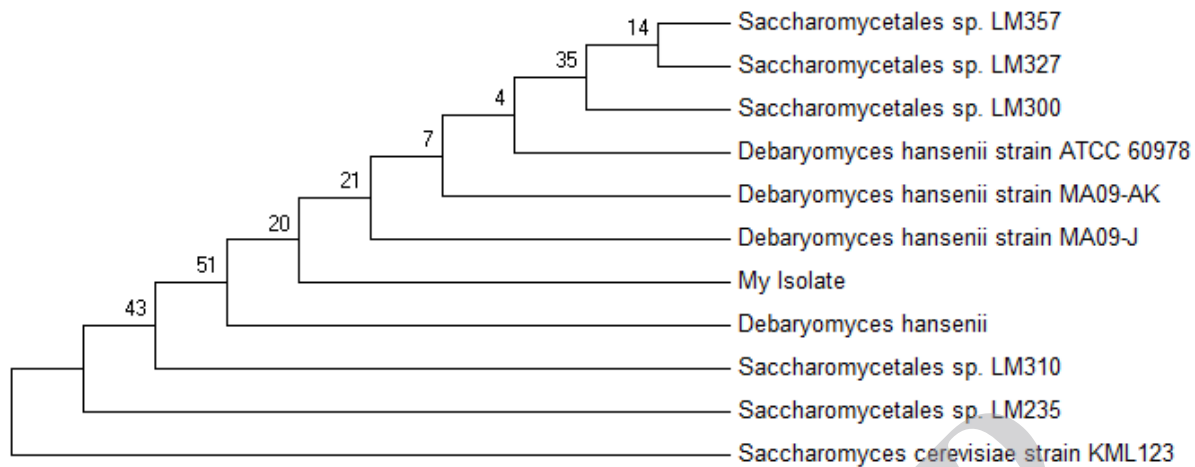 14
Saccharomycetales sp. LM357
Saccharomycetales sp. LM327
35
Saccharomycetales sp. LM300
4
Debaryomyces hansenii strain ATCC 60978
7
Debaryomyces hansenii strain MA09-AK
21
Debaryomyces hansenii strain MA09-J
20
My Isolate
51
Debaryomyces hansenii
43
Saccharomycetales sp. LM310
Saccharomycetales sp. LM235
Saccharomyces cerevisiae strain KML123